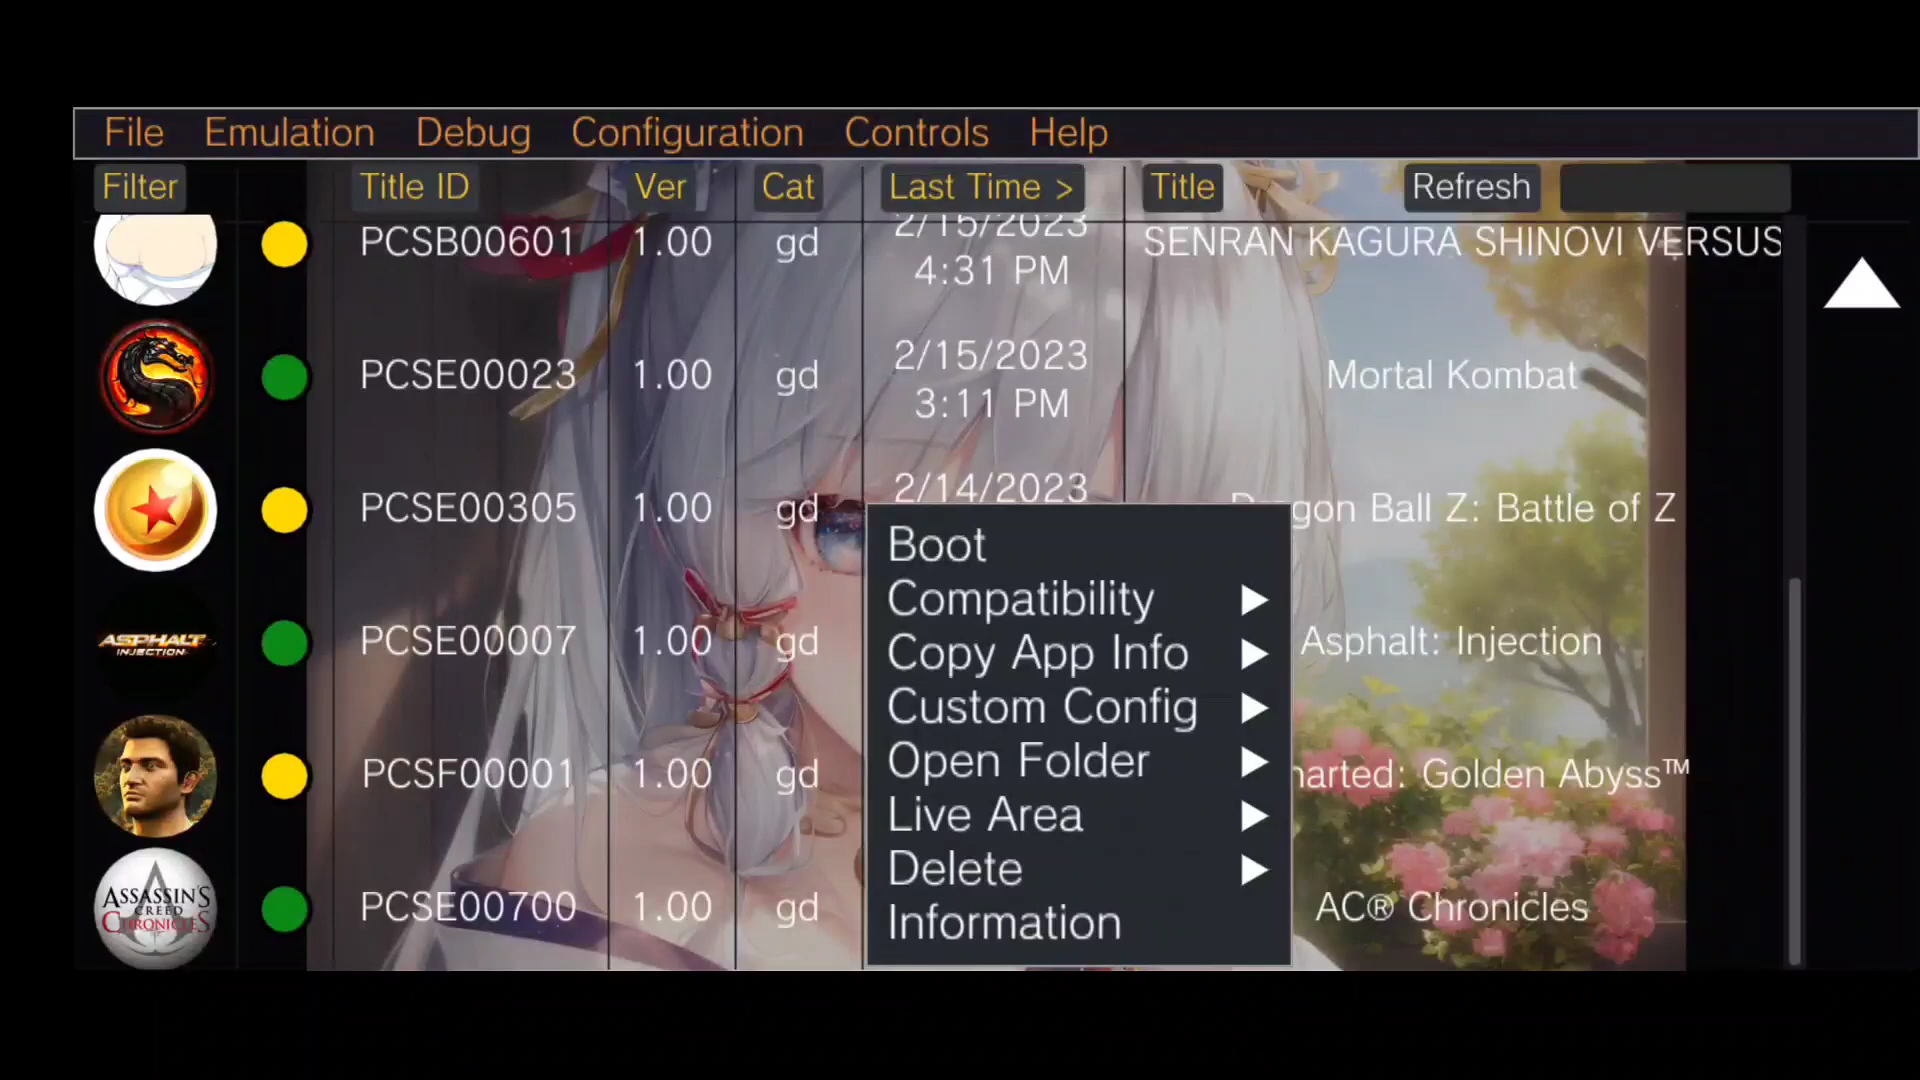 File Emulation Debug Configuration Controls Help
Filter Title ID Ver Cat Last Time > Title Refresh
PCSB00601 1.00 gd 2/15/2023 4:31 PM SENRAN KAGURA SHINOVI VERSUS
PCSE00023 1.00 gd 2/15/2023 3:11 PM Mortal Kombat
PCSE00305 1.00 gd 2/14/2023 gon Ball Z: Battle of Z
ASPHALT
INJECTION
PCSE00007 1.00 gd Asphalt: Injection
PCSF00001 1.00 gd harted: Golden Abyss™
ASSASSIN'S
CREED
CHRONICLES
PCSE00700 1.00 gd AC® Chronicles
Boot
Compatibility
Copy App Info
Custom Config
Open Folder
Live Area
Delete
Information